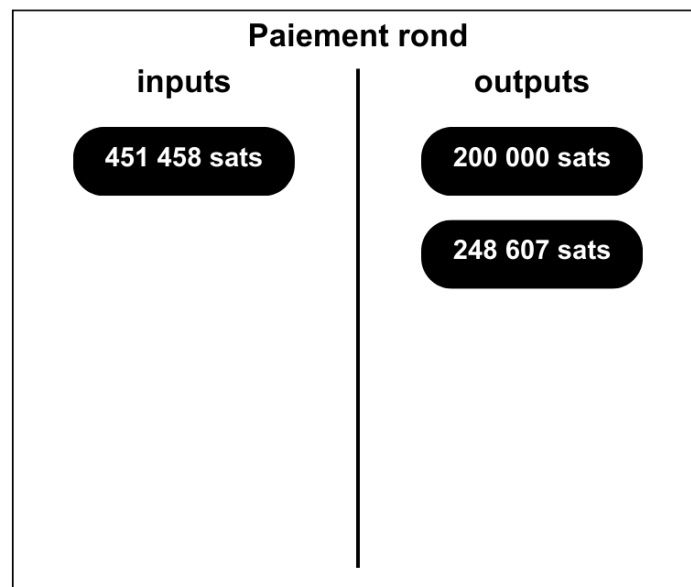 Paiement rond
inputs
outputs
451 458 sats
200 000 sats
248 607 sats